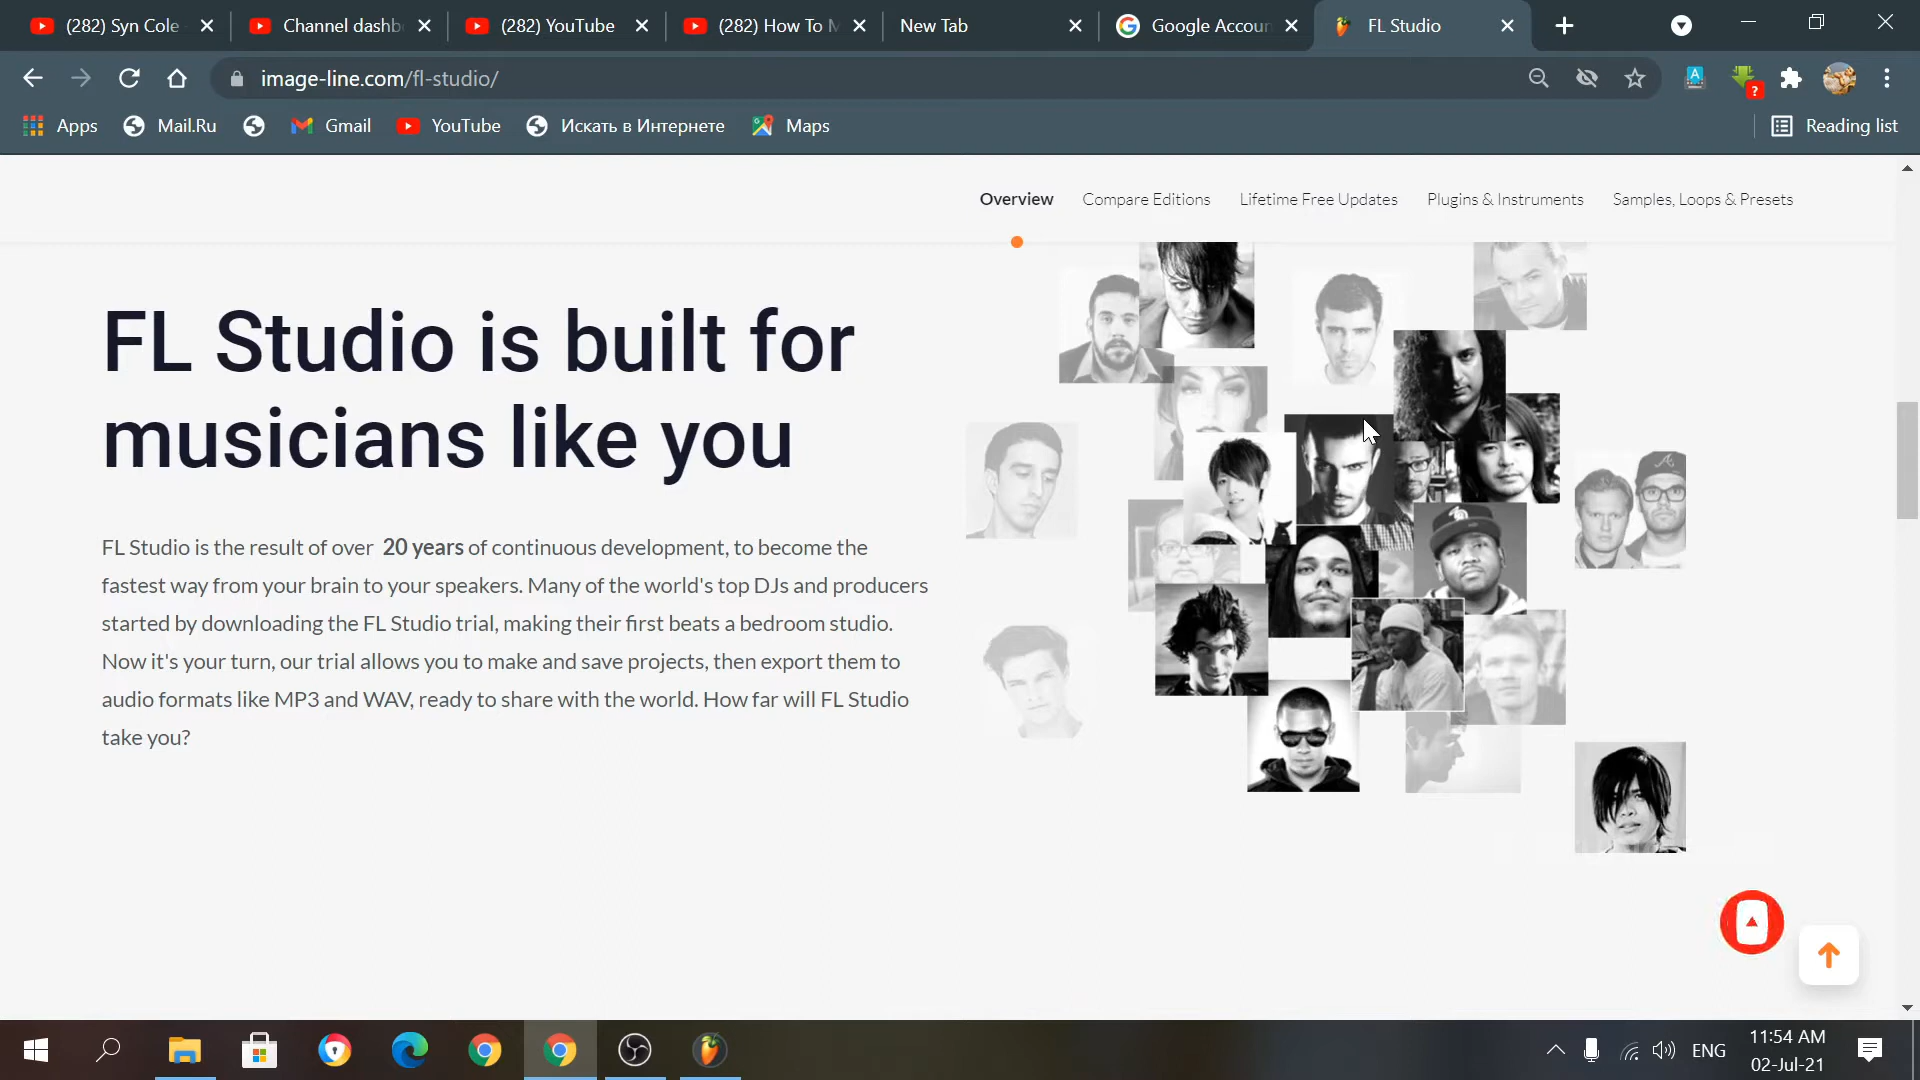 (282) Syn Cole
Channel dashb
(282) YouTube
(282) How To M
New Tab
Google Accoun
FL Studio
image-line.com/fl-studio/
Apps
Mail.Ru
Gmail
YouTube
Искать в Интернете
Maps
Reading list
Overview
Compare Editions
Lifetime Free Updates
Plugins & Instruments
Samples, Loops & Presets
FL Studio is built for
musicians like you
FL Studio is the result of over 20 years of continuous development, to become the
fastest way from your brain to your speakers. Many of the world's top DJs and producers
started by downloading the FL Studio trial, making their first beats a bedroom studio.
Now it's your turn, our trial allows you to make and save projects, then export them to
audio formats like MP3 and WAV, ready to share with the world. How far will FL Studio
take you?
ENG
11:54 AM
02-Jul-21